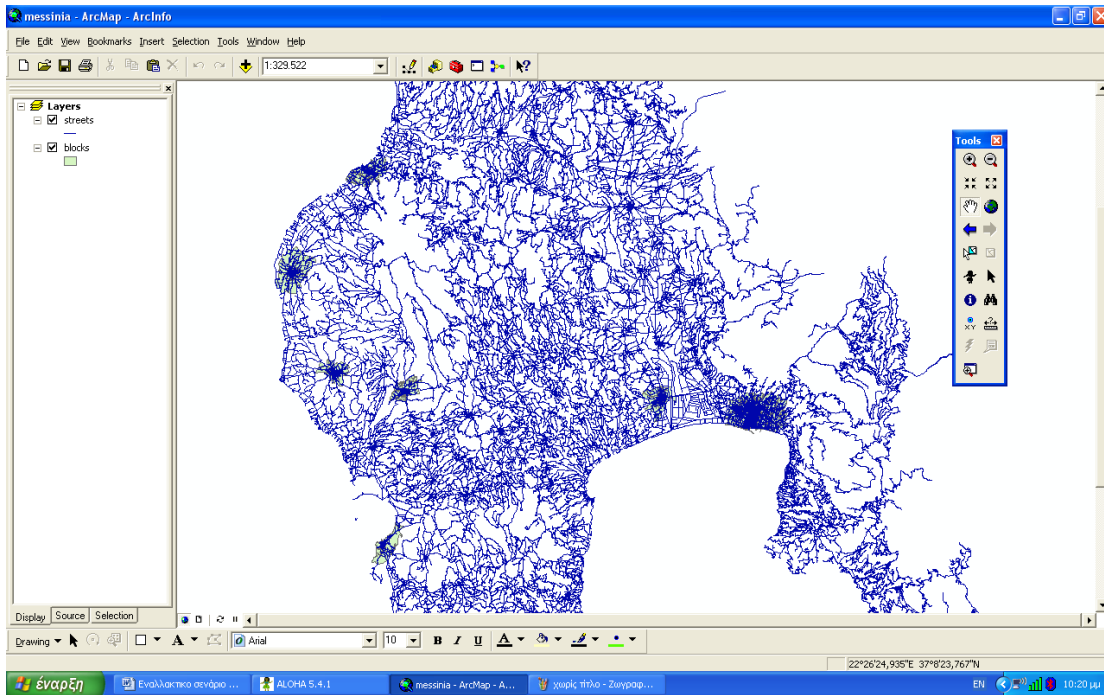 messinia - ArcMap - ArcInfo
File Edit View Bookmarks Insert Selection Tools Window Help
1:329.522
Layers
streets
blocks
Tools
XY
Display Source Selection
Drawing A Arial 10 B I U A
22°26'24,935"E 37°8'23,767"N
έναρξη Εναλλακτικο σενάριο ... ALOHA 5.4.1 messinia - ArcMap - A... χωρίς τίτλο - Ζωγραφ... EN 10:20 μμ